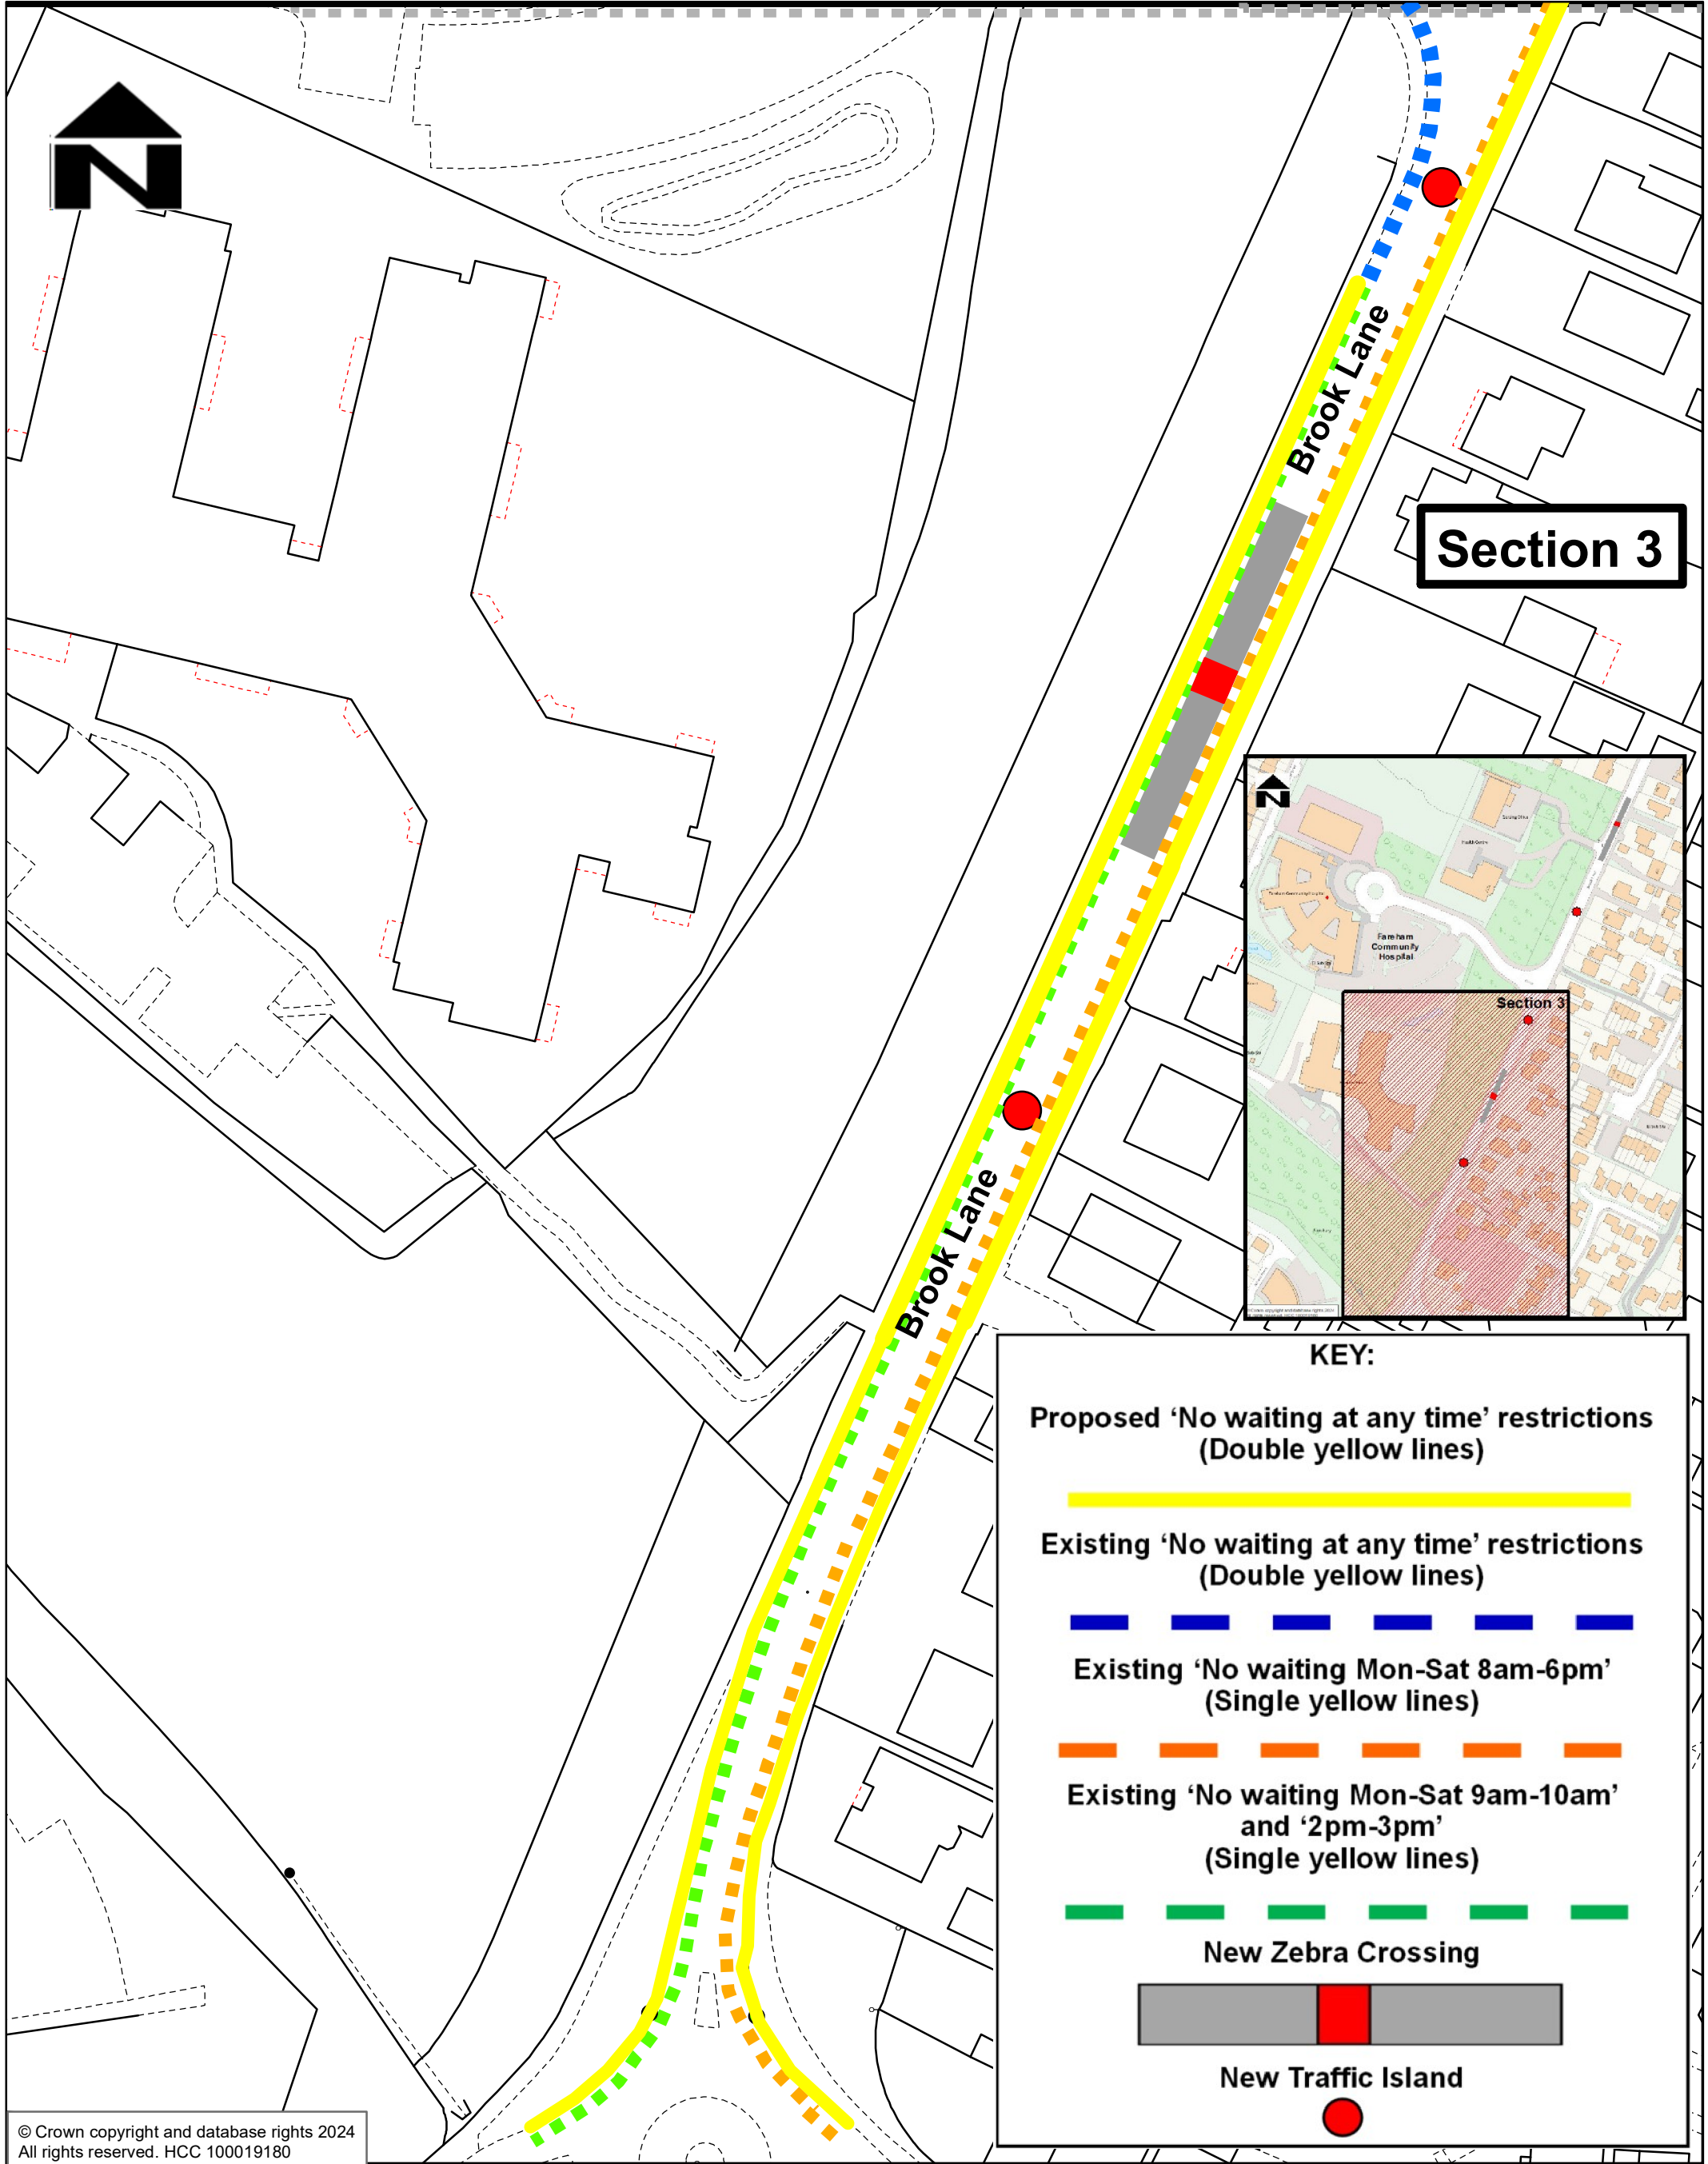 N
Brook Lane
Section 3
N
Fareham
Community
Hospital
Section 3
Brook Lane
KEY:
Proposed ‘No waiting at any time’ restrictions
(Double yellow lines)
Existing ‘No waiting at any time’ restrictions
(Double yellow lines)
Existing ‘No waiting Mon-Sat 8am-6pm’
(Single yellow lines)
Existing ‘No waiting Mon-Sat 9am-10am’
and ‘2pm-3pm’
(Single yellow lines)
New Zebra Crossing
New Traffic Island
© Crown copyright and database rights 2024
All rights reserved. HCC 100019180